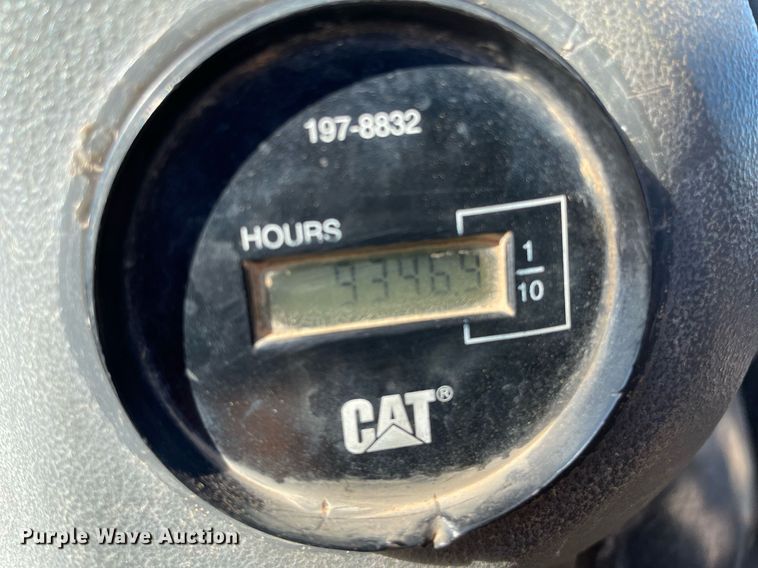 197-8832
HOURS
1
93469
10
CAT®
Purple Wave Auction